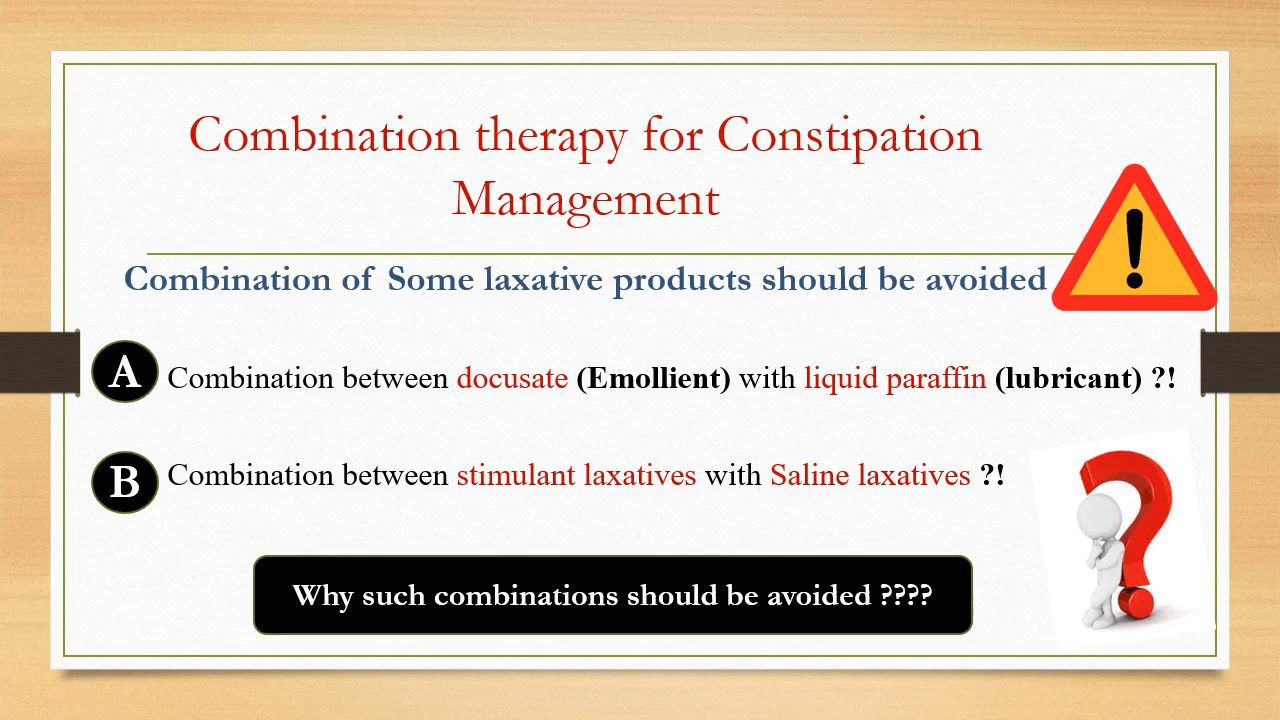 Combination therapy for Constipation
Management
Combination of Some laxative products should be avoided
A
Combination between docusate (Emollient) with liquid paraffin (lubricant) ?!
B
Combination between stimulant laxatives with Saline laxatives ?!
Why such combinations should be avoided ????